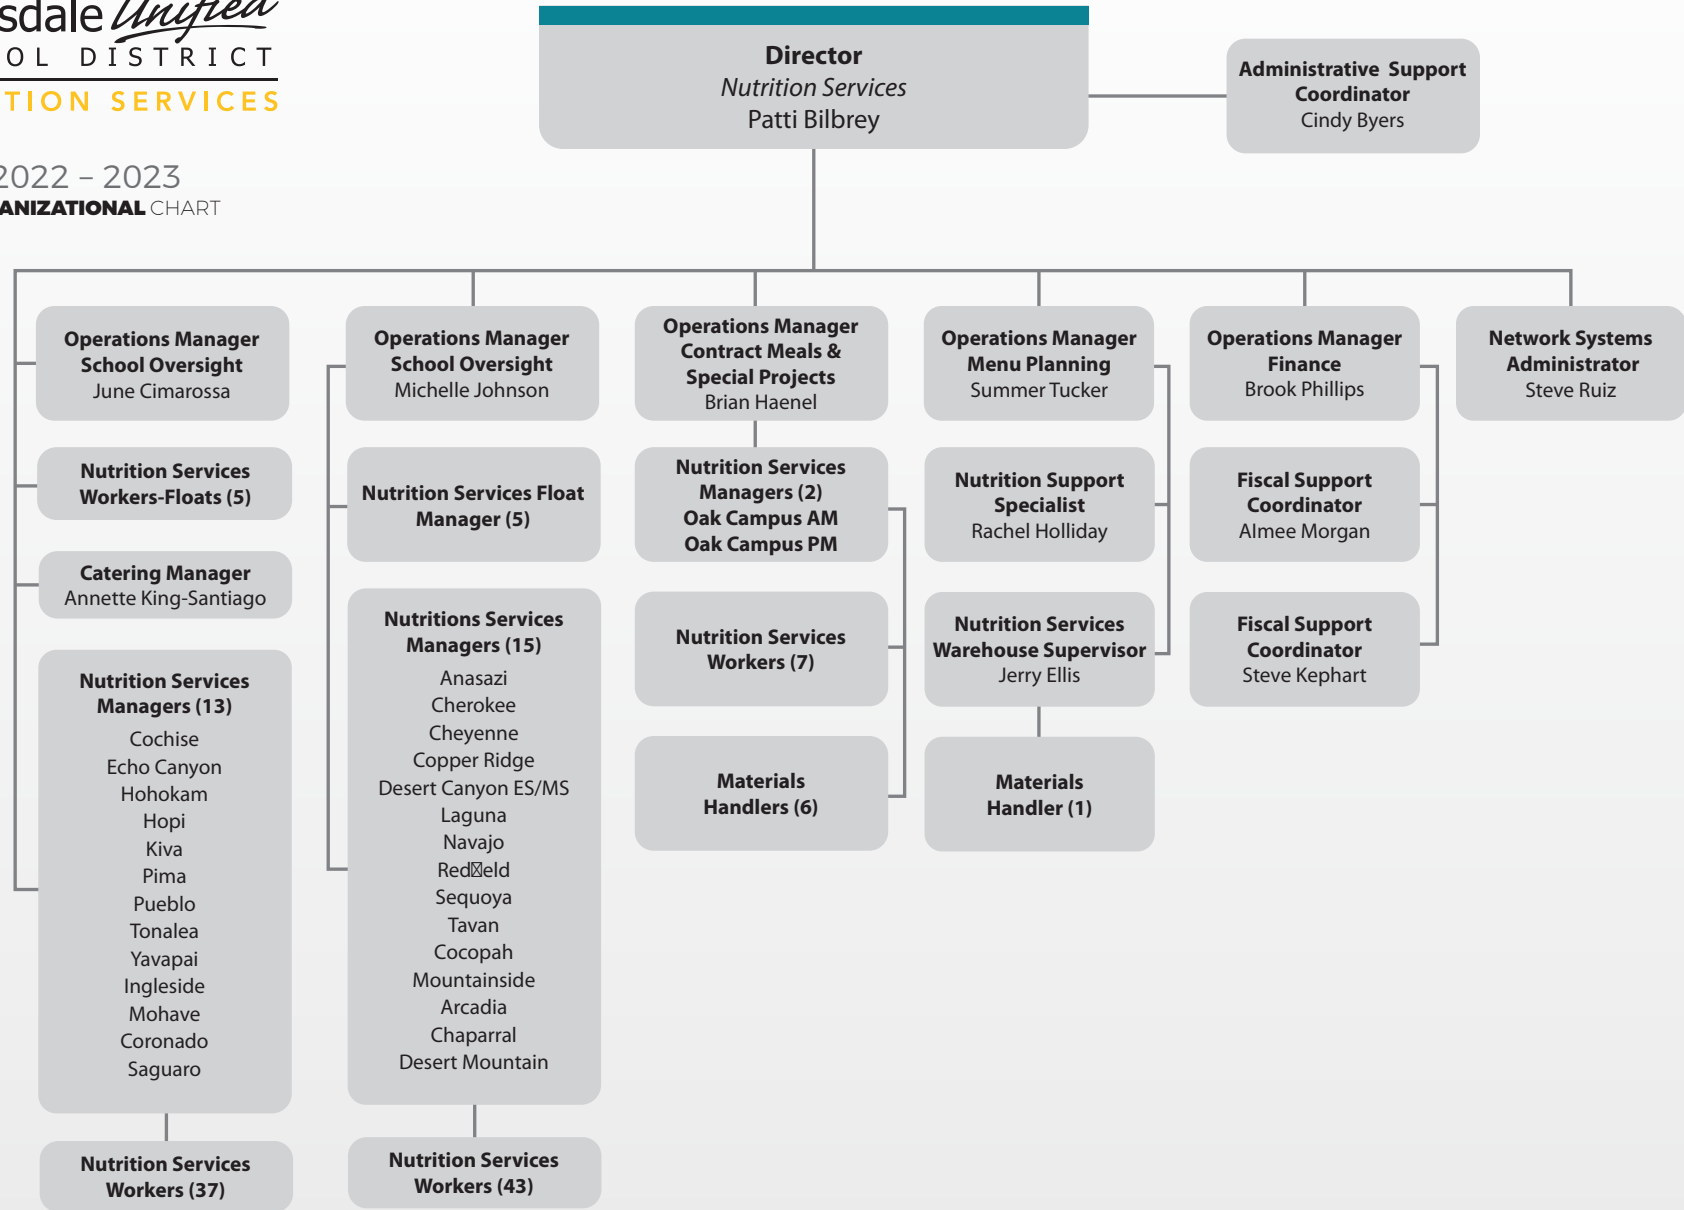 sdale Unified
OL DISTRICT
TION SERVICES
2022 – 2023
ANIZATIONAL CHART
Director
Nutrition Services
Patti Bilbrey
Administrative Support
Coordinator
Cindy Byers
Operations Manager
School Oversight
June Cimarossa
Nutrition Services
Workers-Floats (5)
Catering Manager
Annette King-Santiago
Nutrition Services
Managers (13)
Cochise
Echo Canyon
Hohokam
Hopi
Kiva
Pima
Pueblo
Tonalea
Yavapai
Ingleside
Mohave
Coronado
Saguaro
Nutrition Services
Workers (37)
Operations Manager
School Oversight
Michelle Johnson
Nutrition Services Float
Manager (5)
Nutritions Services
Managers (15)
Anasazi
Cherokee
Cheyenne
Copper Ridge
Desert Canyon ES/MS
Laguna
Navajo
Red☒eld
Sequoya
Tavan
Cocopah
Mountainside
Arcadia
Chaparral
Desert Mountain
Nutrition Services
Workers (43)
Operations Manager
Contract Meals &
Special Projects
Brian Haenel
Nutrition Services
Managers (2)
Oak Campus AM
Oak Campus PM
Nutrition Services
Workers (7)
Materials
Handlers (6)
Operations Manager
Menu Planning
Summer Tucker
Nutrition Support
Specialist
Rachel Holliday
Nutrition Services
Warehouse Supervisor
Jerry Ellis
Materials
Handler (1)
Operations Manager
Finance
Brook Phillips
Fiscal Support
Coordinator
AImee Morgan
Fiscal Support
Coordinator
Steve Kephart
Network Systems
Administrator
Steve Ruiz